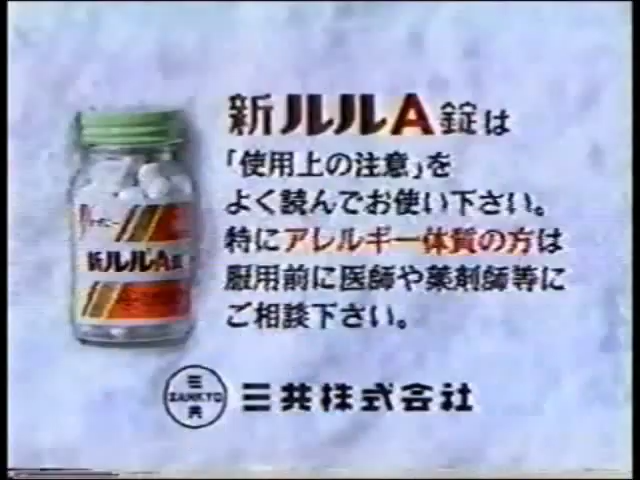 新ルルA錠は
「使用上の注意」を
よく読んでお使い下さい。
特にアレルギー体質の方は
服用前に医師や薬剤師等に
ご相談下さい。
新ルルA錠
三
SANKYO
共
三共株式会社